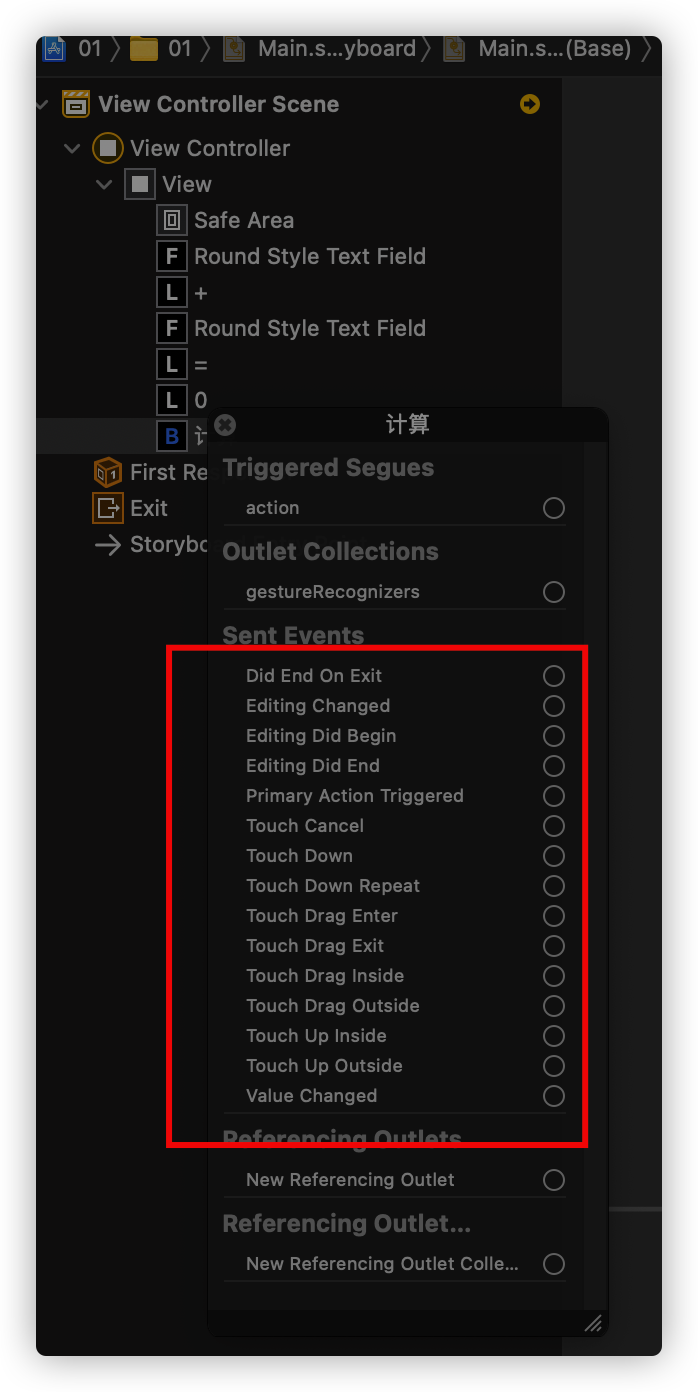 01 〉 01 〉 Main.s...yboard 〉 Main.s...(Base) 〉
View Controller Scene
View Controller
View
Safe Area
F Round Style Text Field
L +
F Round Style Text Field
L =
L 0
B
计算
Triggered Segues
First Re
action
Exit
Storybo
Outlet Collections
gestureRecognizers
Sent Events
Did End On Exit
Editing Changed
Editing Did Begin
Editing Did End
Primary Action Triggered
Touch Cancel
Touch Down
Touch Down Repeat
Touch Drag Enter
Touch Drag Exit
Touch Drag Inside
Touch Drag Outside
Touch Up Inside
Touch Up Outside
Value Changed
Referencing Outlets
New Referencing Outlet
Referencing Outlet...
New Referencing Outlet Colle...